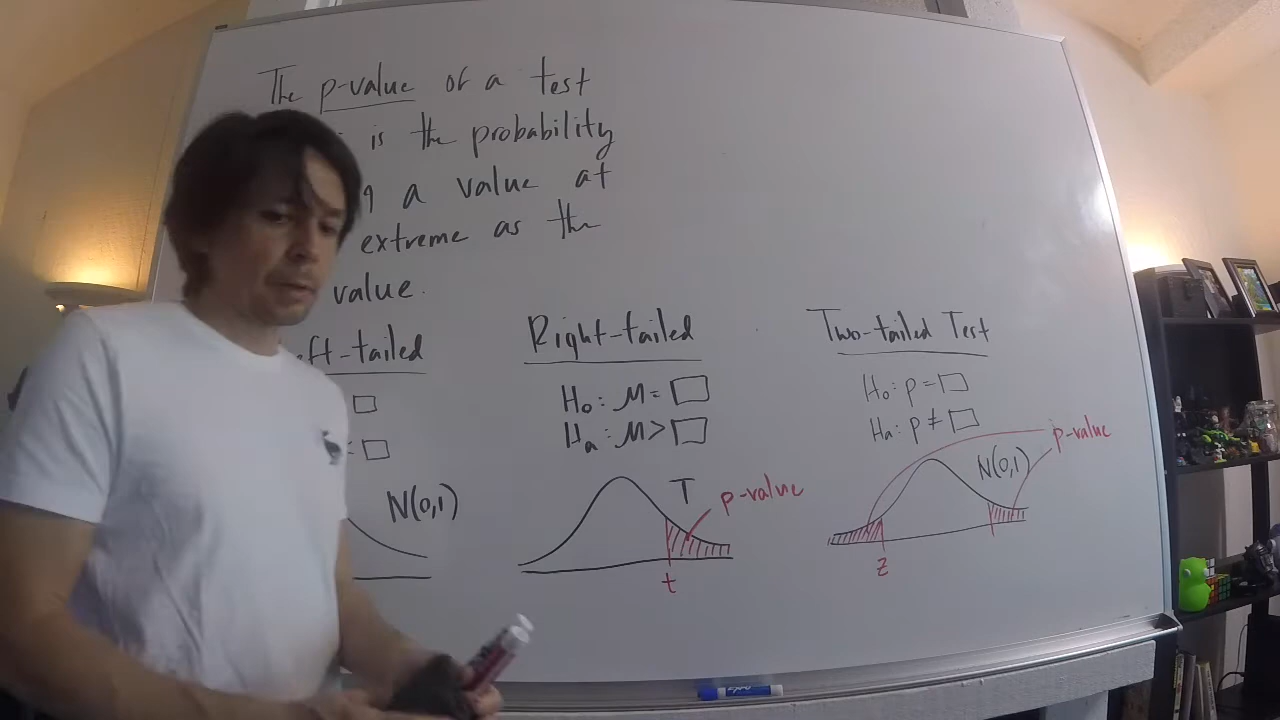 The p-value of a test
is the probability
g a value at
extreme as the
value.
eft-tailed
Right-tailed
H₀: μ = □
Hₐ: μ > □
T
p-value
t
Two-tailed Test
H₀: p = □
Hₐ: p ≠ □
N(0,1)
p-value
z
< □
N(0,1)